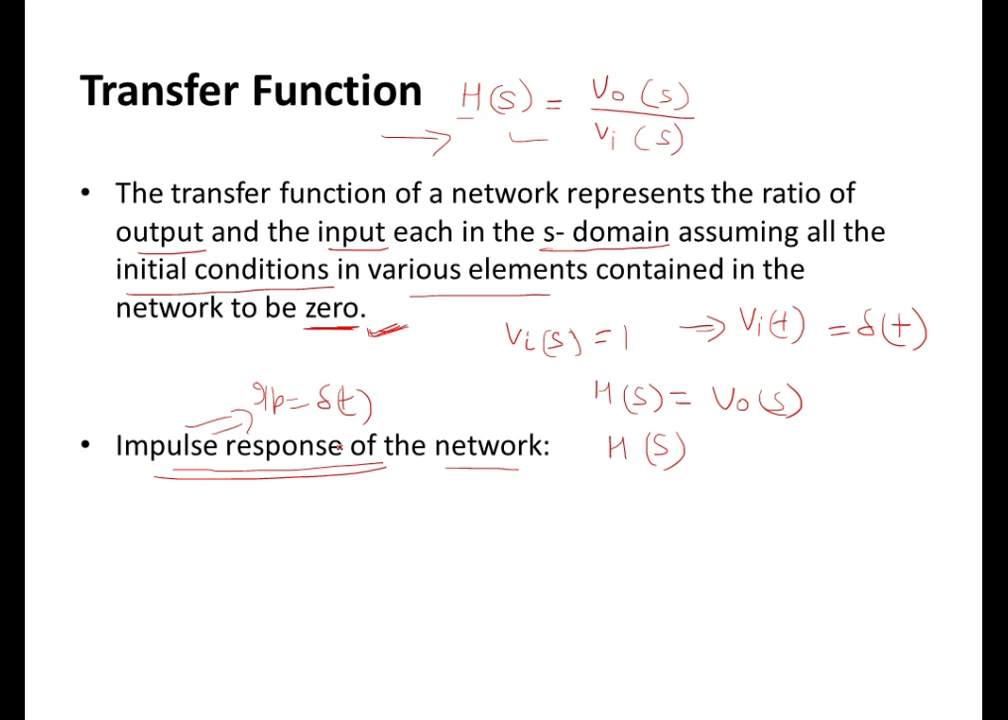 Transfer Function H(s) = Vo(s) / Vi(s)
• The transfer function of a network represents the ratio of
output and the input each in the s- domain assuming all the
initial conditions in various elements contained in the
network to be zero.
Vi(s) = 1 ⇒ Vi(t) = δ(t)
i/p = δ(t)
H(s) = Vo(s)
• Impulse response of the network: H(s)